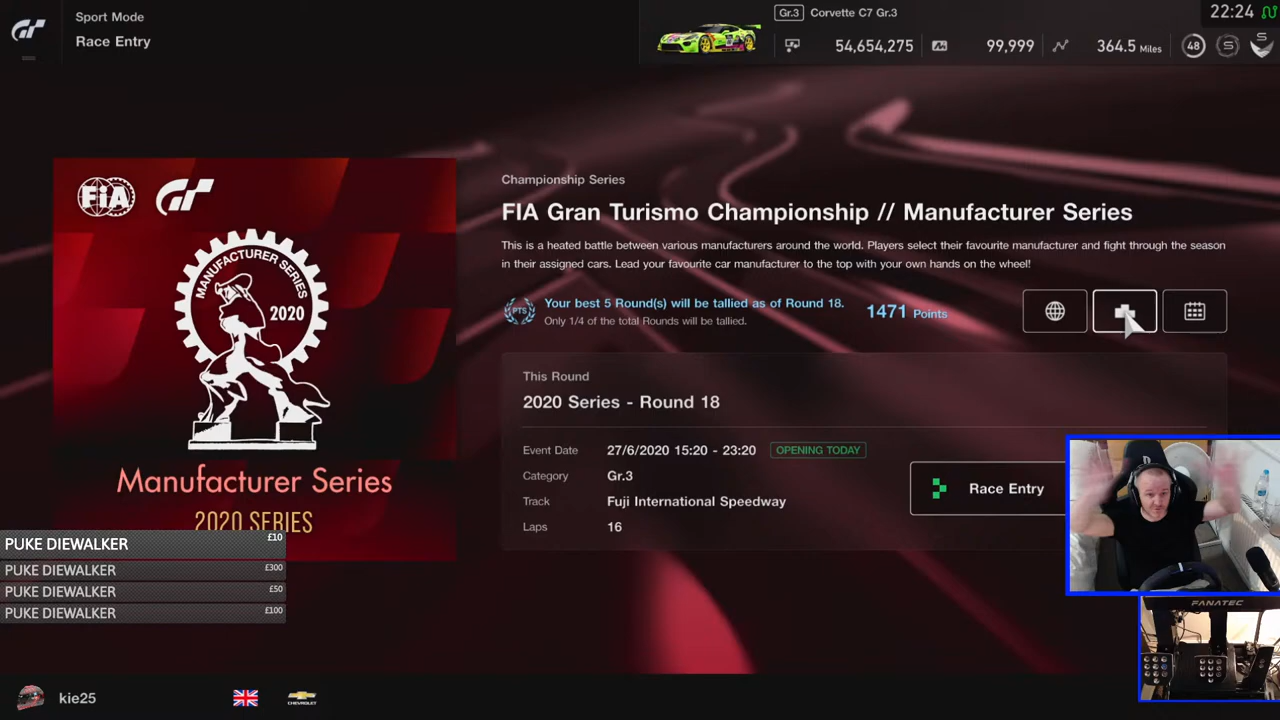 Sport Mode
Race Entry
Gr.3 Corvette C7 Gr.3
22:24
54,654,275
99,999
364.5 Miles
48
S
S
FIA GT
MANUFACTURER SERIES
2020
Manufacturer Series
2020 SERIES
Championship Series
FIA Gran Turismo Championship // Manufacturer Series
This is a heated battle between various manufacturers around the world. Players select their favourite manufacturer and fight through the season
in their assigned cars. Lead your favourite car manufacturer to the top with your own hands on the wheel!
PTS
Your best 5 Round(s) will be tallied as of Round 18.
Only 1/4 of the total Rounds will be tallied.
1471 Points
This Round
2020 Series - Round 18
Event Date 27/6/2020 15:20 - 23:20 OPENING TODAY
Category Gr.3
Track Fuji International Speedway
Laps 16
Race Entry
PUKE DIEWALKER £10
PUKE DIEWALKER £300
PUKE DIEWALKER £50
PUKE DIEWALKER £100
FANATEC
kie25
CHEVROLET